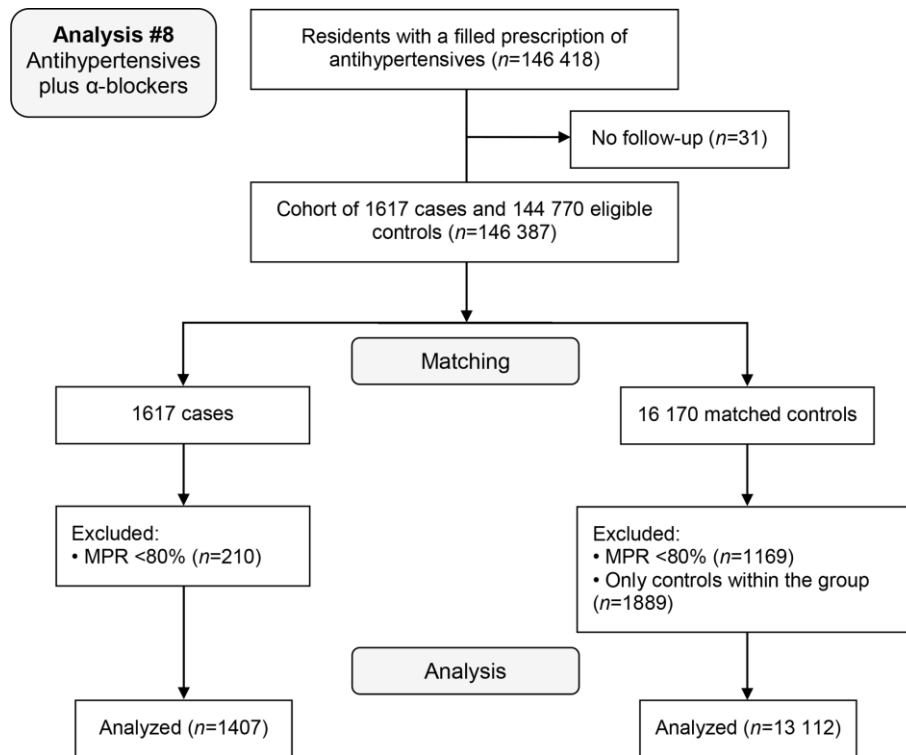 Analysis #8
Antihypertensives
plus α-blockers
Residents with a filled prescription of
antihypertensives (n=146 418)
No follow-up (n=31)
Cohort of 1617 cases and 144 770 eligible
controls (n=146 387)
Matching
1617 cases
16 170 matched controls
Excluded:
• MPR <80% (n=210)
Excluded:
• MPR <80% (n=1169)
• Only controls within the group
(n=1889)
Analysis
Analyzed (n=1407)
Analyzed (n=13 112)